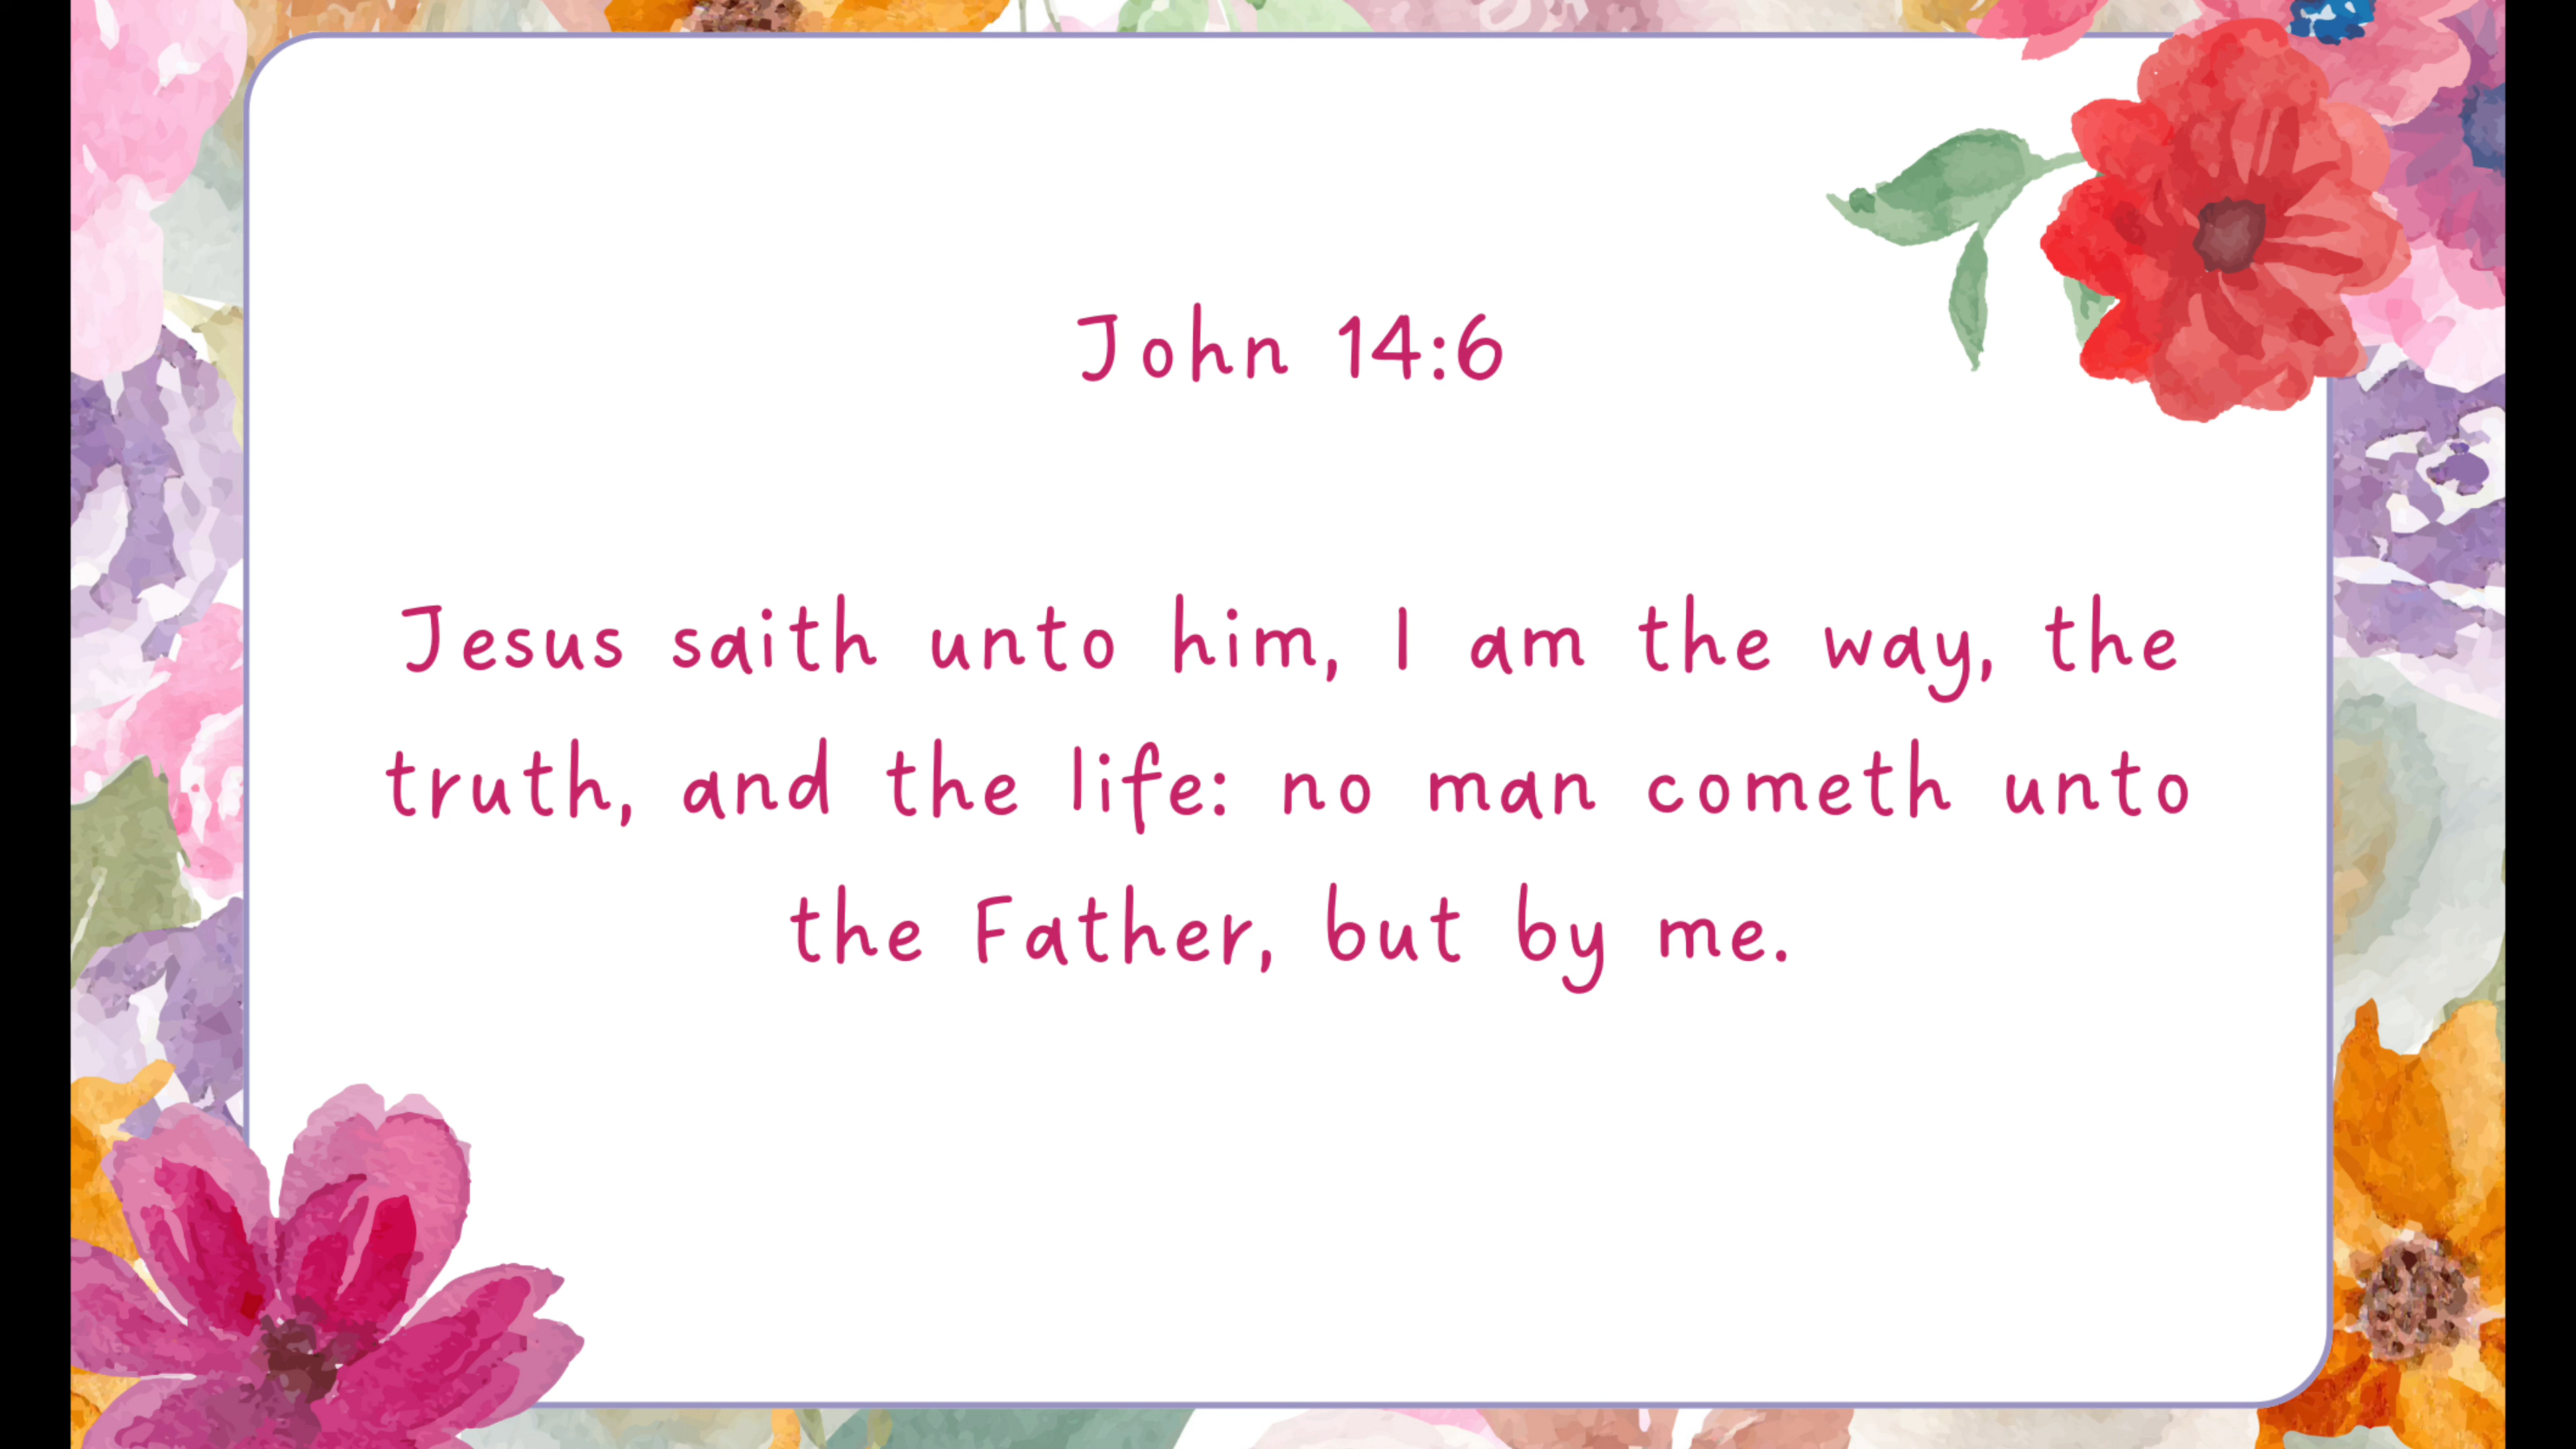 John 14:6
Jesus saith unto him, I am the way, the
truth, and the life: no man cometh unto
the Father, but by me.